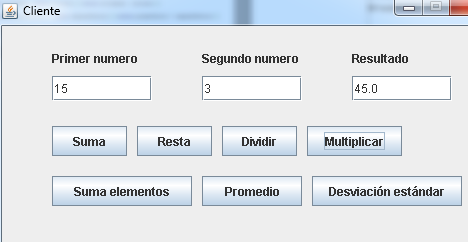 Cliente
Primer numero Segundo numero Resultado
15 3 45.0
Suma Resta Dividir Multiplicar
Suma elementos Promedio Desviación estándar